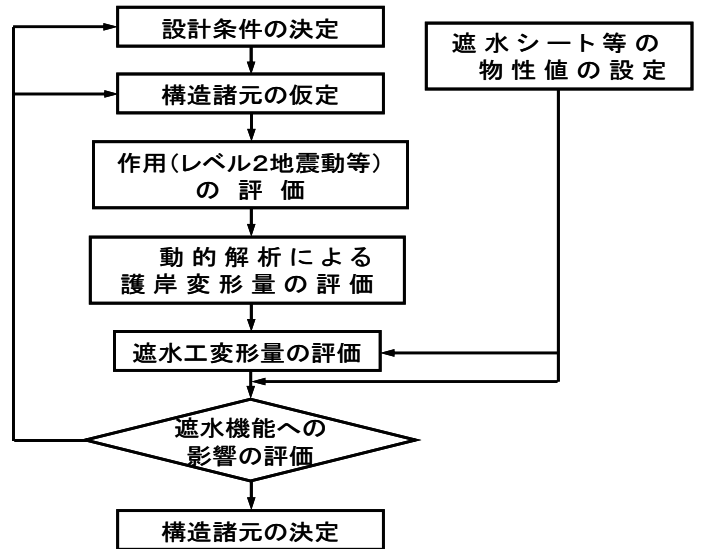 設計条件の決定
遮水シート等の
物性値の設定
構造諸元の仮定
作用(レベル2地震動等)
の評価
動的解析による
護岸変形量の評価
遮水工変形量の評価
遮水機能への
影響の評価
構造諸元の決定